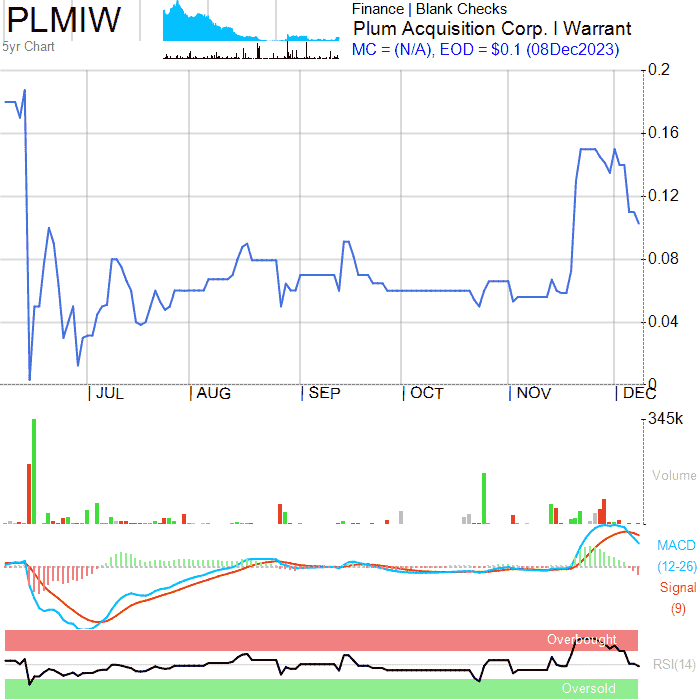 PLMIW
5yr Chart
Finance | Blank Checks
Plum Acquisition Corp. I Warrant
MC = (N/A), EOD = $0.1 (08Dec2023)
0.2
0.16
0.12
0.08
0.04
0
JUL AUG SEP OCT NOV DEC
345k
Volume
MACD
(12-26)
Signal
(9)
Overbought
RSI(14)
Oversold